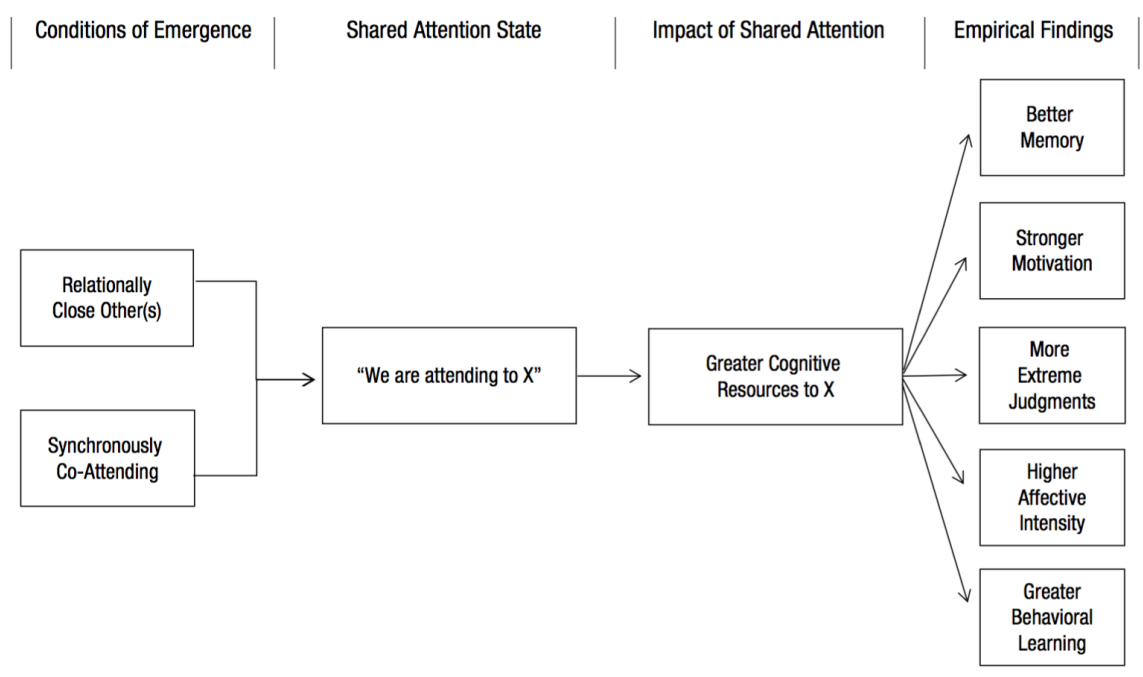 Conditions of Emergence
Shared Attention State
Impact of Shared Attention
Empirical Findings
Relationally
Close Other(s)
Synchronously
Co-Attending
“We are attending to X”
Greater Cognitive
Resources to X
Better
Memory
Stronger
Motivation
More
Extreme
Judgments
Higher
Affective
Intensity
Greater
Behavioral
Learning